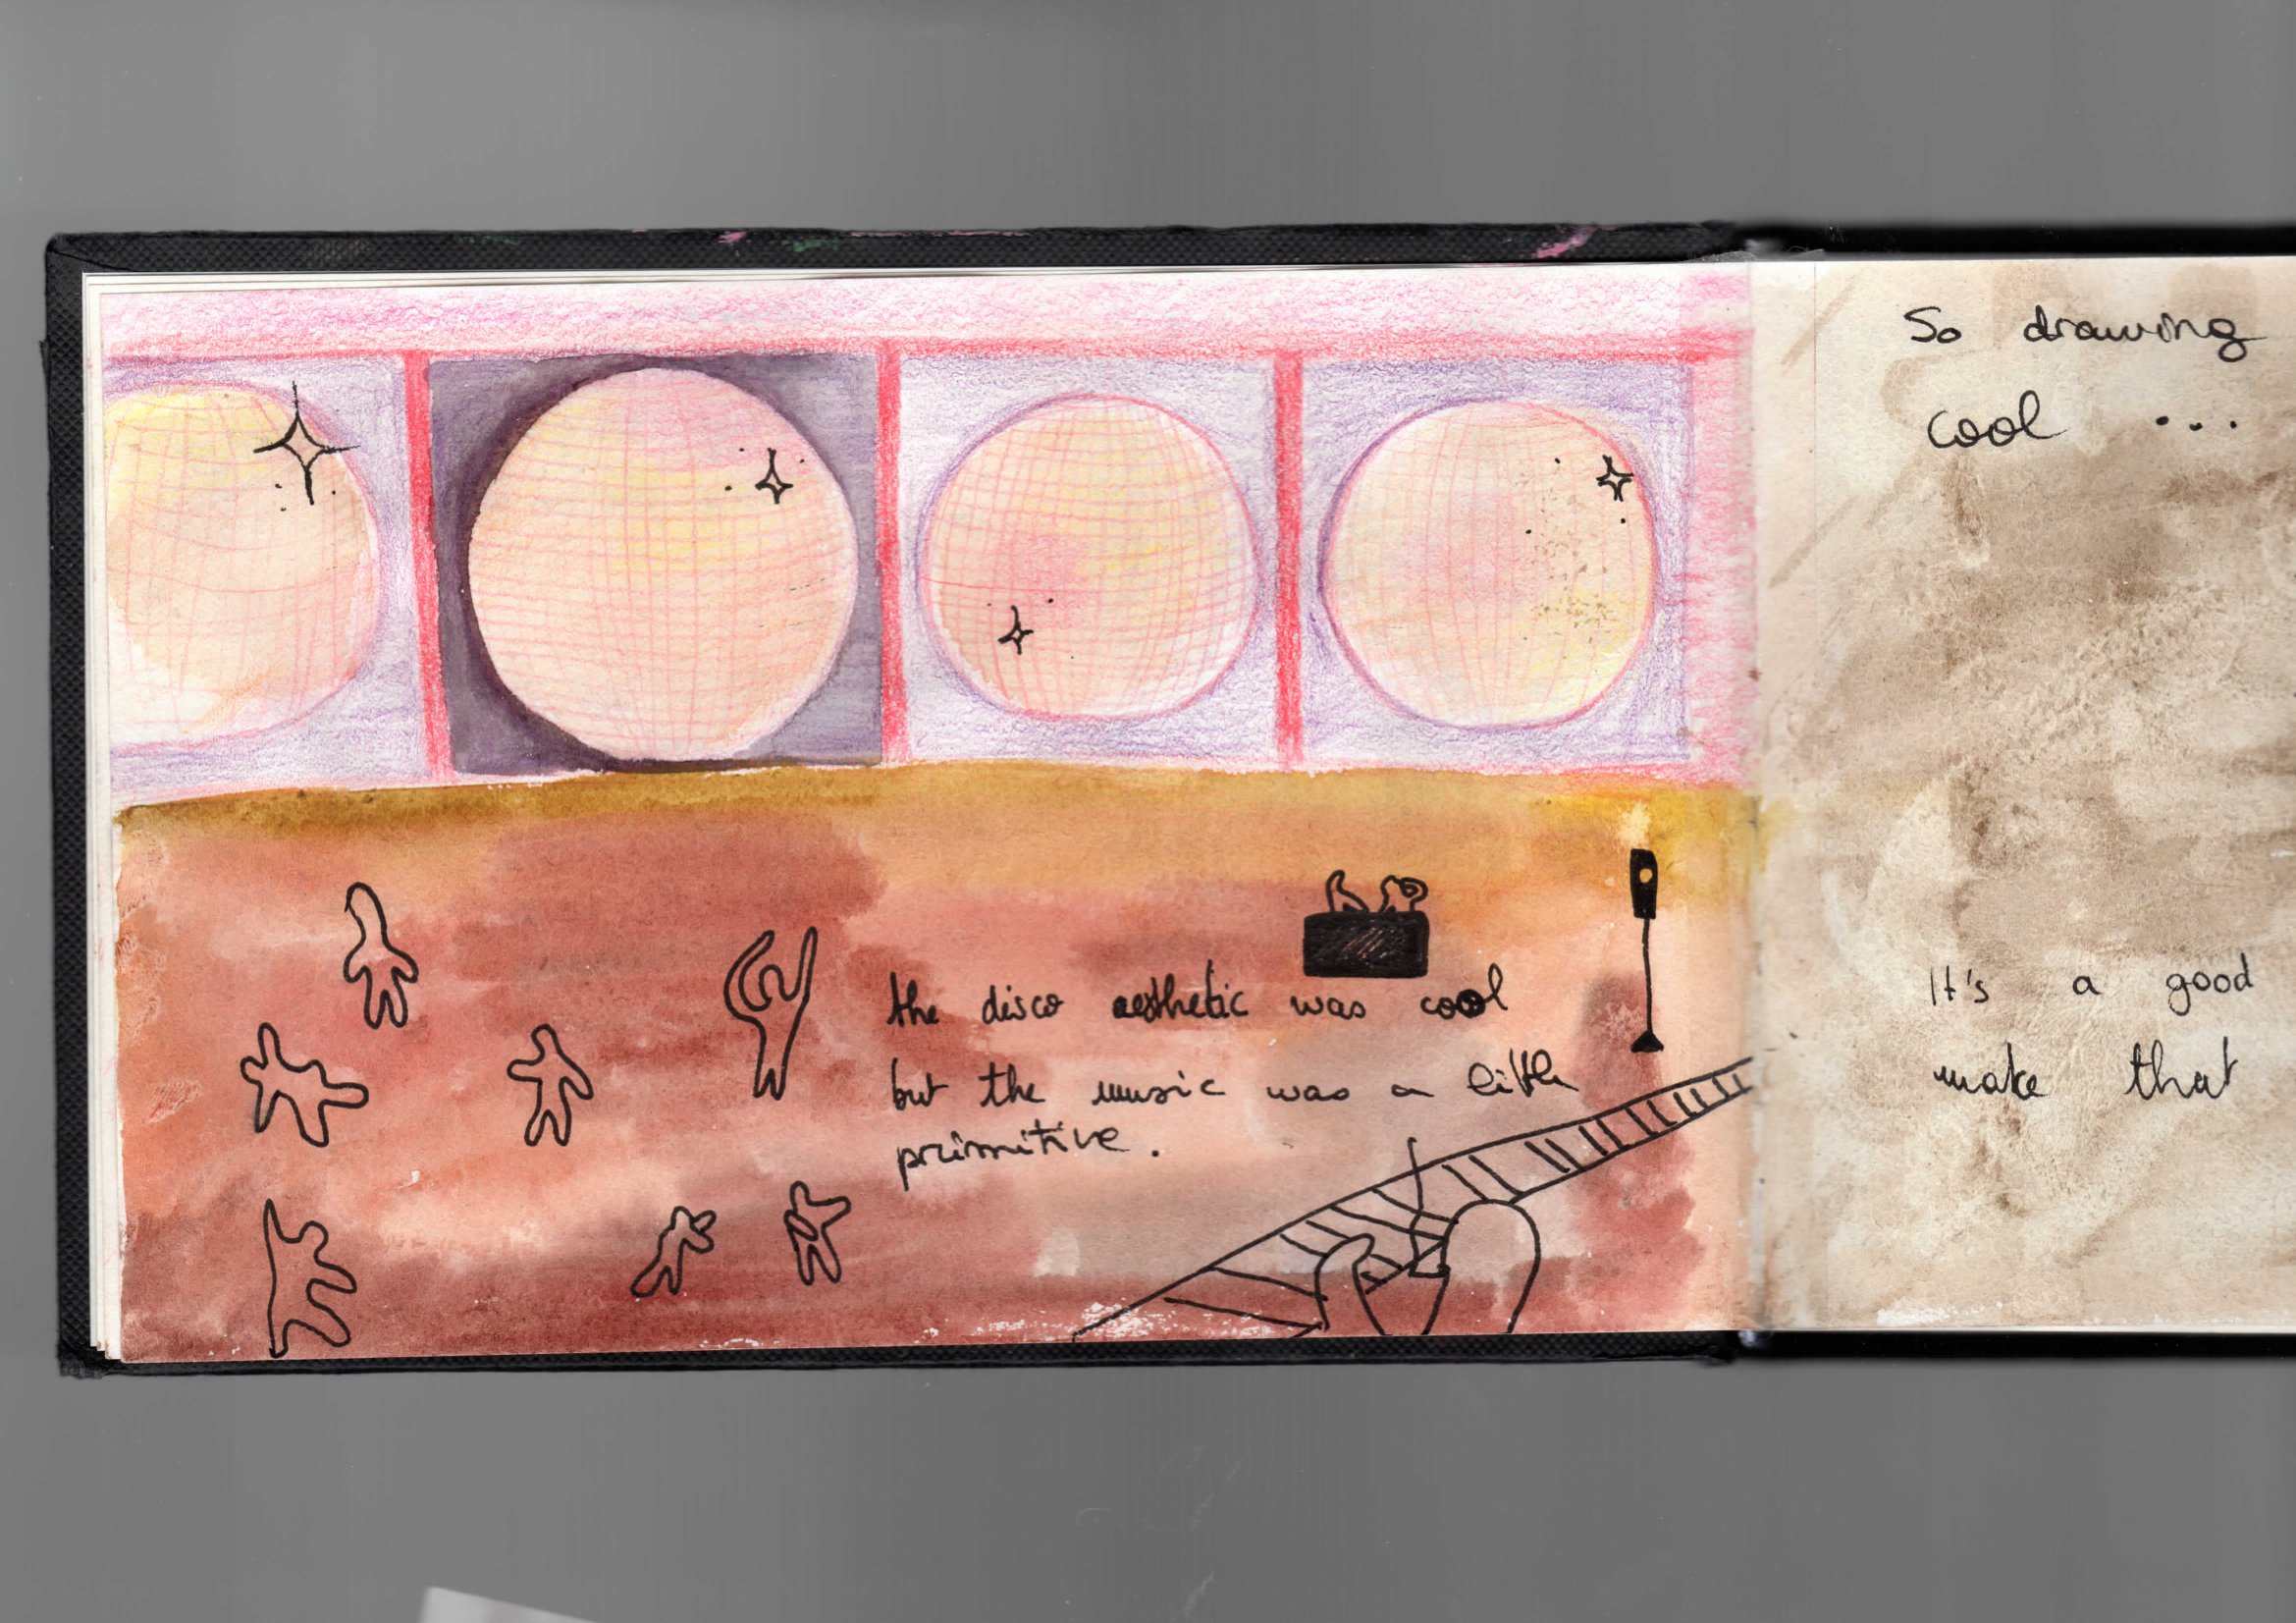 the disco aesthetic was cool
but the music was a little
primitive.
So drawing
cool ...
It's a good
make that